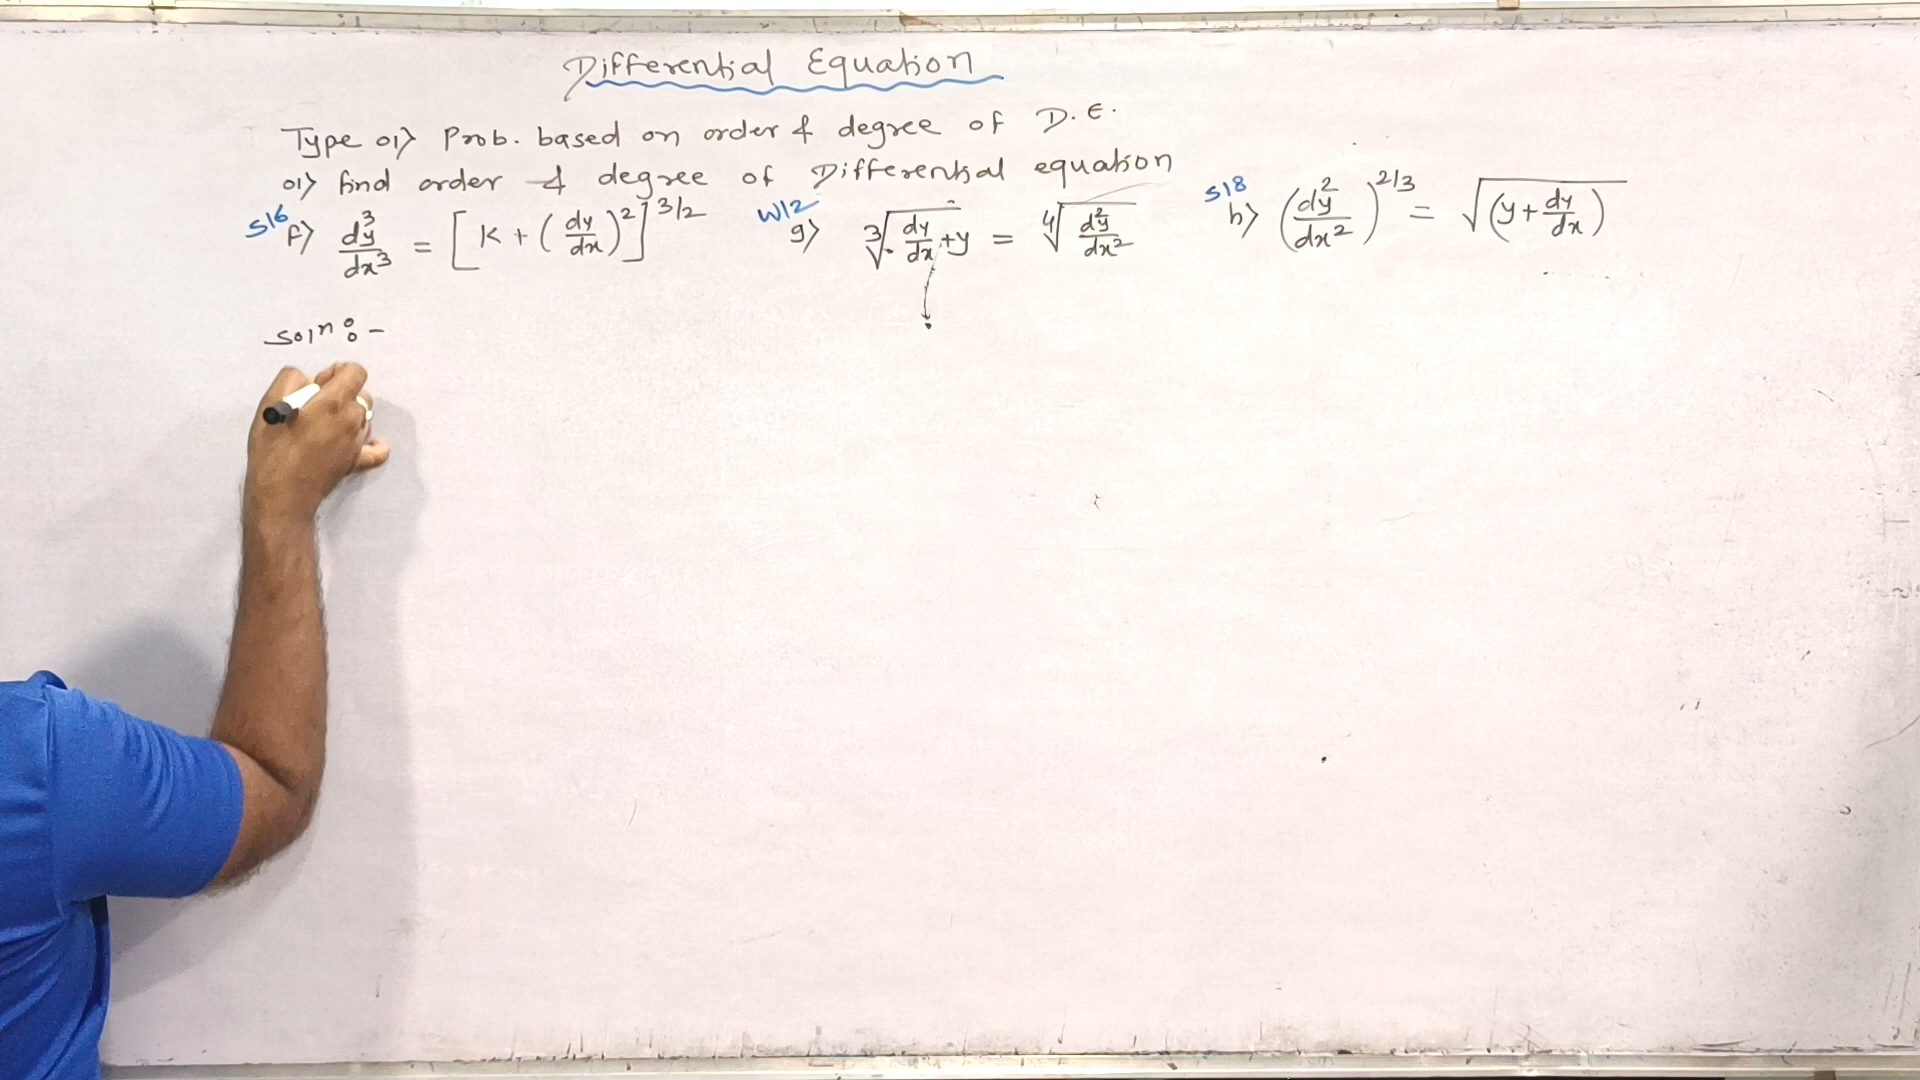 Differential Equation
Type 01> Prob. based on order & degree of D.E.
01> find order & degree of Differential equation
S16 f> d³y/dx³ = [K + (dy/dx)²]^3/2 W12 g> ∛(dy/dx + y) = ∜(d²y/dx²) S18 h> (d²y/dx²)^2/3 = √(y + dy/dx)
Solⁿ :-